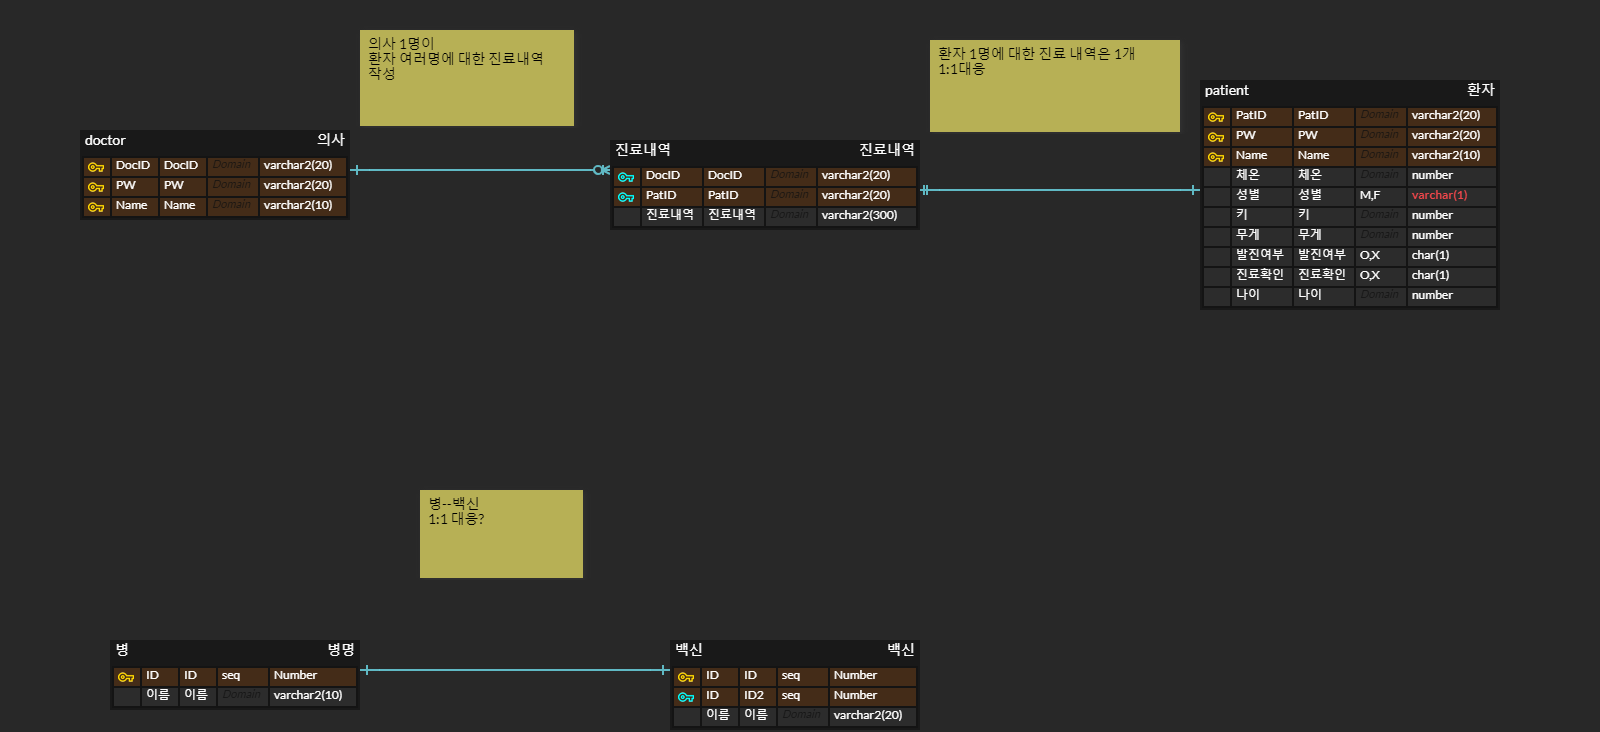 의사 1명이
환자 여러명에 대한 진료내역
작성
환자 1명에 대한 진료 내역은 1개
1:1대응
doctor 의사
DocID DocID Domain varchar2(20)
PW PW Domain varchar2(20)
Name Name Domain varchar2(10)
진료내역 진료내역
DocID DocID Domain varchar2(20)
PatID PatID Domain varchar2(20)
진료내역 진료내역 Domain varchar2(300)
patient 환자
PatID PatID Domain varchar2(20)
PW PW Domain varchar2(20)
Name Name Domain varchar2(10)
체온 체온 Domain number
성별 성별 M,F varchar(1)
키 키 Domain number
무게 무게 Domain number
발진여부 발진여부 O,X char(1)
진료확인 진료확인 O,X char(1)
나이 나이 Domain number
병--백신
1:1 대응?
병 병명
ID ID seq Number
이름 이름 Domain varchar2(10)
백신 백신
ID ID seq Number
ID ID2 seq Number
이름 이름 Domain varchar2(20)